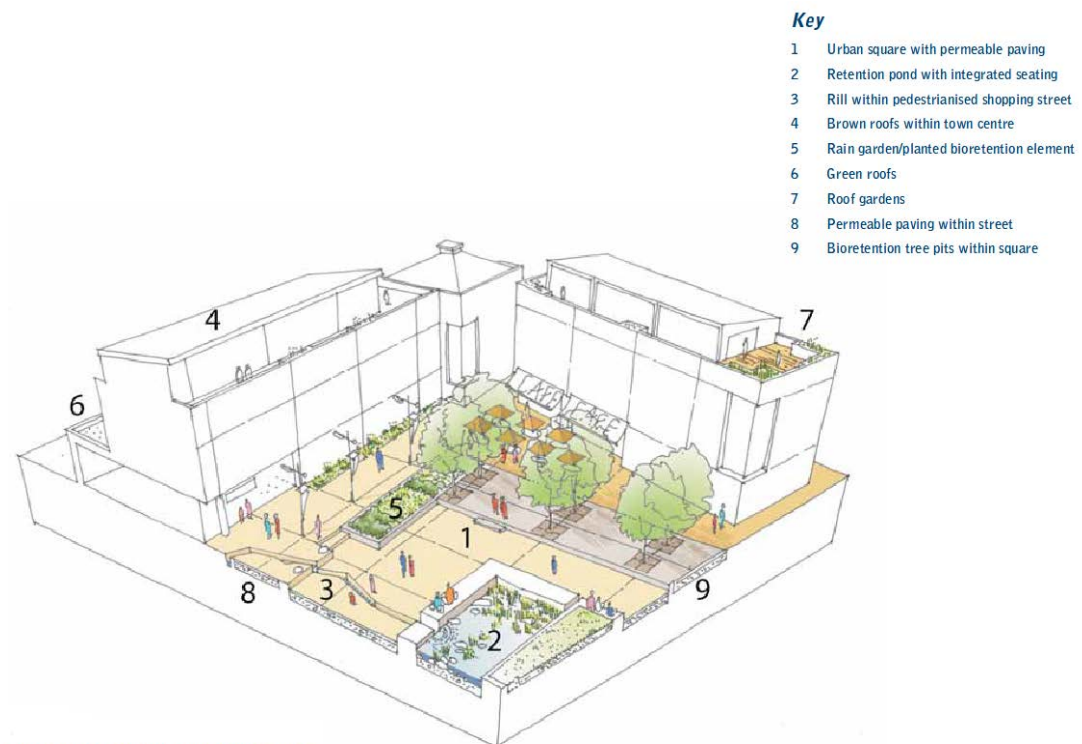 Key
1 Urban square with permeable paving
2 Retention pond with integrated seating
3 Rill within pedestrianised shopping street
4 Brown roofs within town centre
5 Rain garden/planted bioretention element
6 Green roofs
7 Roof gardens
8 Permeable paving within street
9 Bioretention tree pits within square
4
7
6
5
1
8
3
9
2